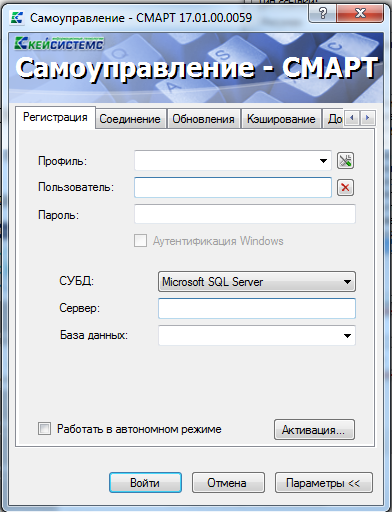 Самоуправление - СМАРТ 17.01.00.0059
КЕЙСИСТЕМС
Самоуправление - СМАРТ
Регистрация Соединение Обновления Кэширование До
Профиль:
Пользователь:
Пароль:
Аутентификация Windows
СУБД: Microsoft SQL Server
Сервер:
База данных:
Работать в автономном режиме Активация...
Войти Отмена Параметры <<